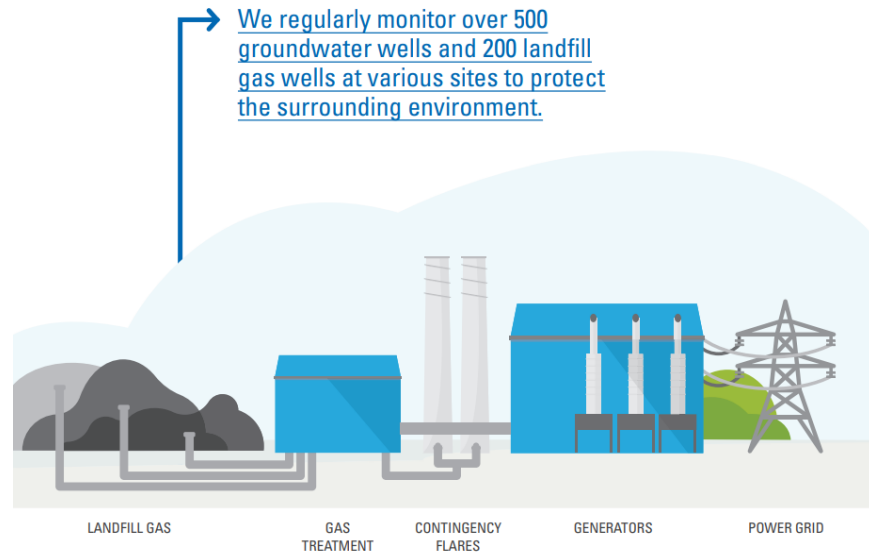 We regularly monitor over 500
groundwater wells and 200 landfill
gas wells at various sites to protect
the surrounding environment.
LANDFILL GAS
GAS
TREATMENT
CONTINGENCY
FLARES
GENERATORS
POWER GRID